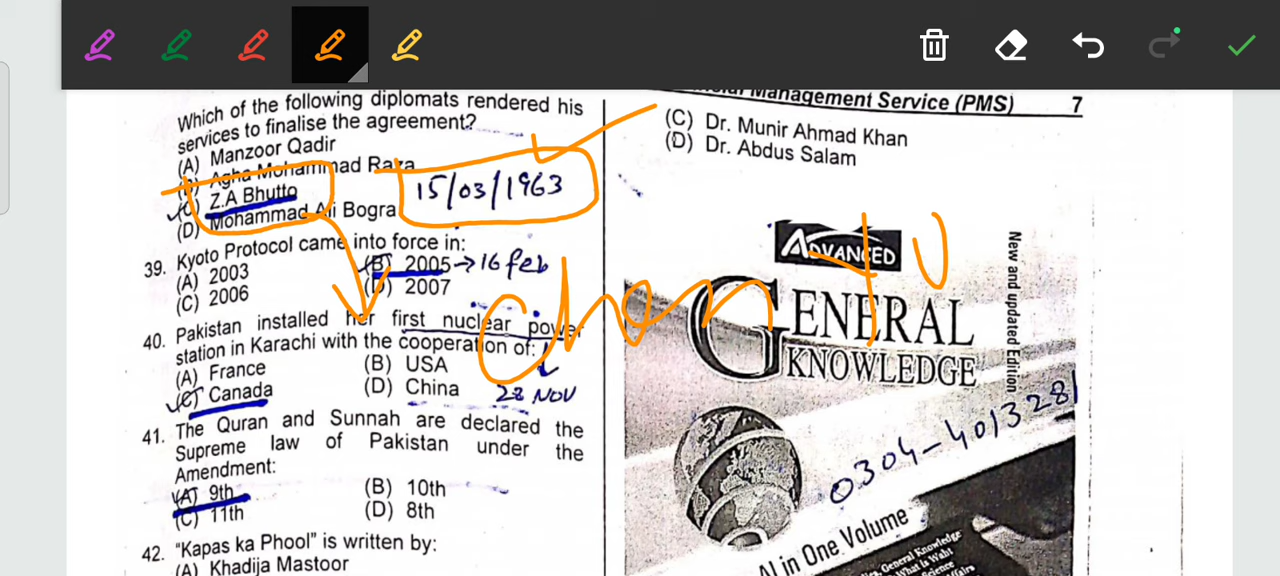 Which of the following diplomats rendered his
services to finalise the agreement?
(A) Manzoor Qadir
(B) Agha Mohammad Raza
(C) Z.A Bhutto
(D) Mohammad Ali Bogra
15/03/1963
39. Kyoto Protocol came into force in:
(A) 2003
(B) 2005 → 16 feb
(C) 2006
(D) 2007
40. Pakistan installed her first nuclear power
station in Karachi with the cooperation of:
(A) France
(B) USA
(C) Canada
(D) China
28 NOV
41. The Quran and Sunnah are declared the
Supreme law of Pakistan under the
Amendment:
(A) 9th
(B) 10th
(C) 11th
(D) 8th
42. "Kapas ka Phool" is written by:
(A) Khadija Mastoor
Management Service (PMS) 7
(C) Dr. Munir Ahmad Khan
(D) Dr. Abdus Salam
ADVANCED
GENERAL
KNOWLEDGE
New and updated Edition
0304-4013281
All in One Volume
General Knowledge